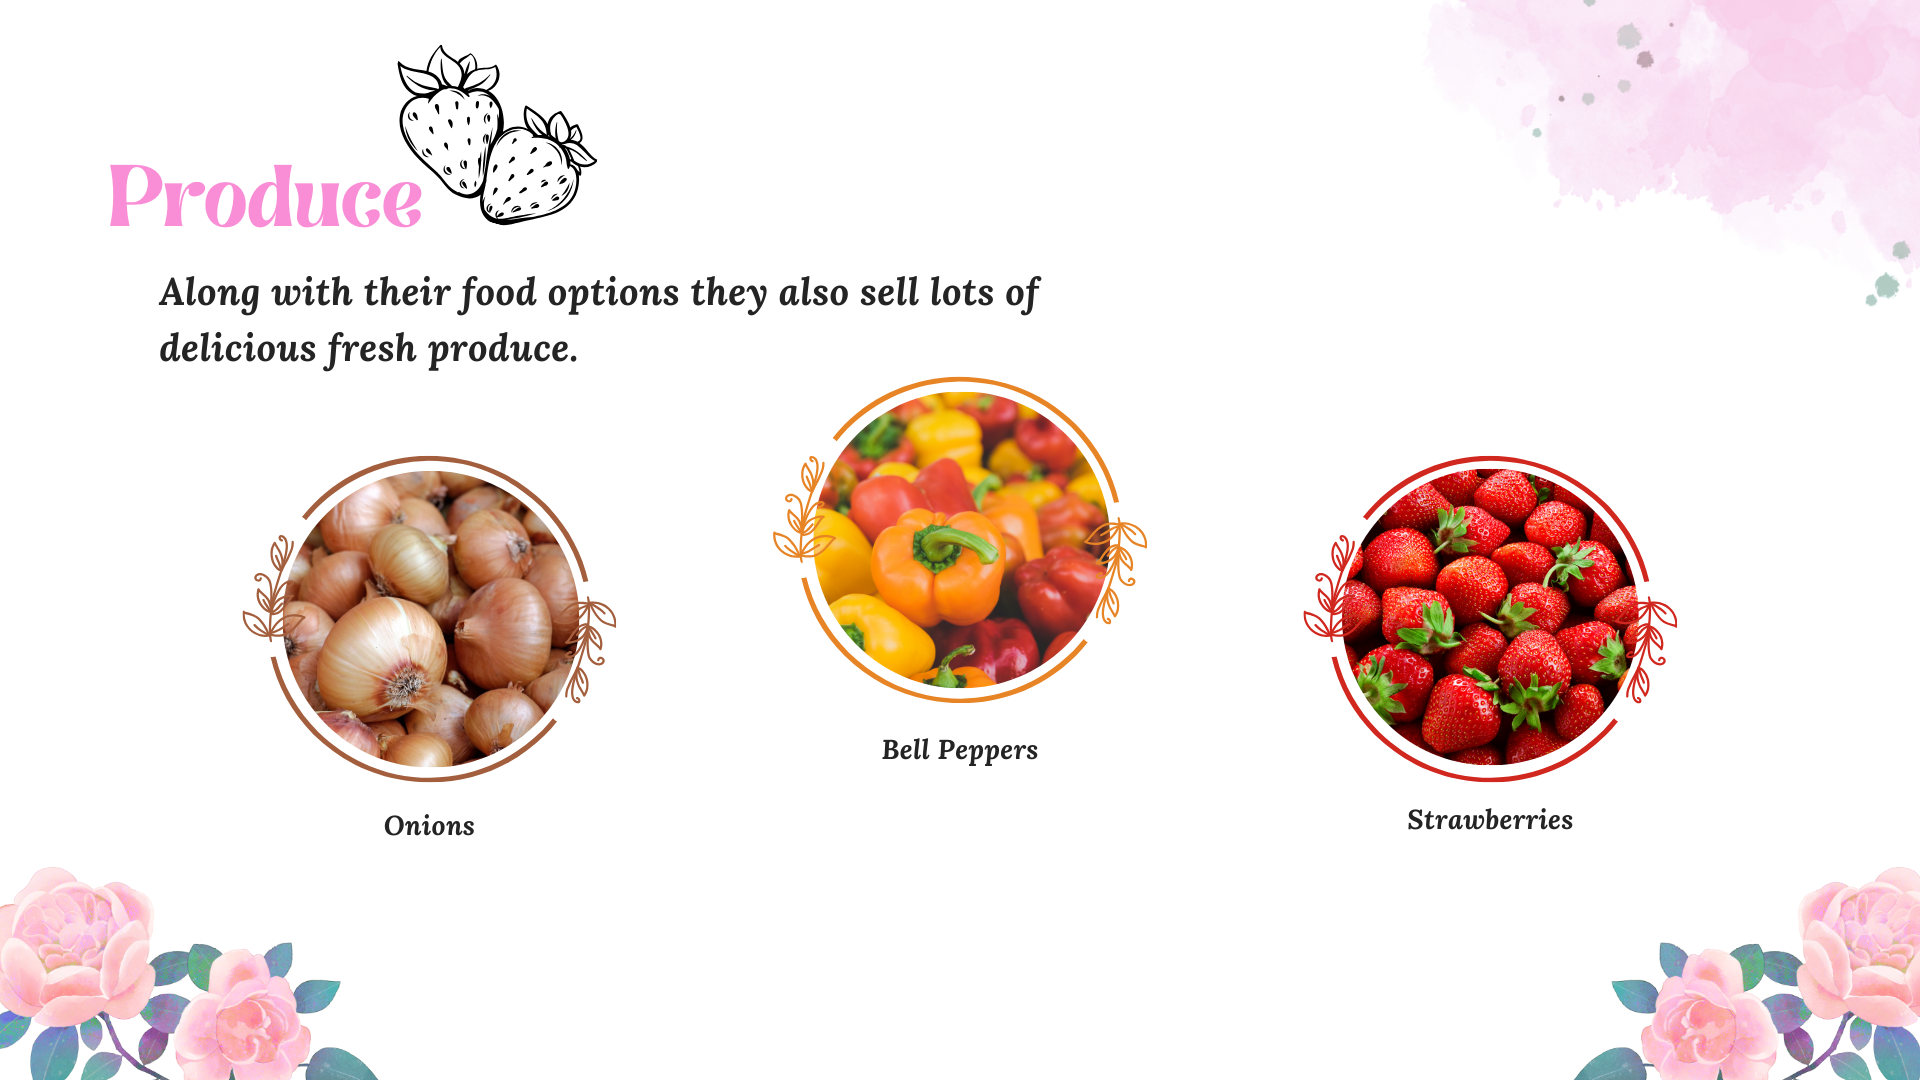 Produce
Along with their food options they also sell lots of
delicious fresh produce.
Bell Peppers
Onions
Strawberries